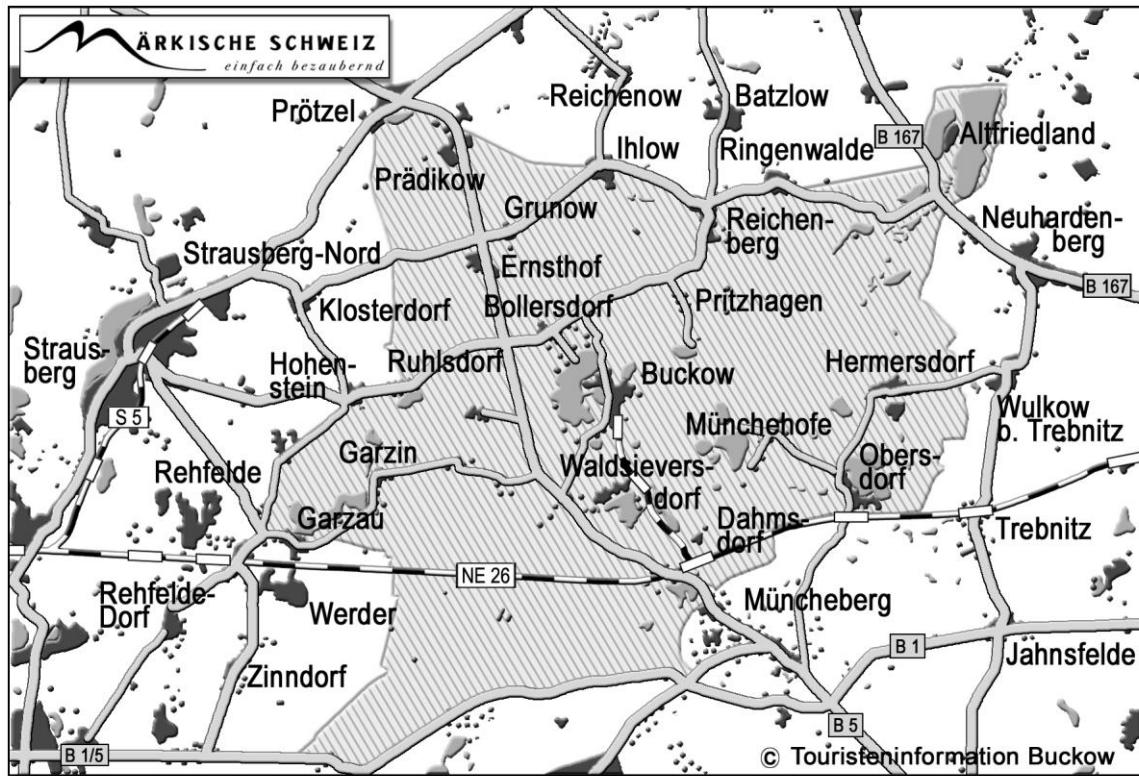 MÄRKISCHE SCHWEIZ
einfach bezaubernd
Prötzel
Reichenow
Batzlow
B 167
Altfriedland
Ihlow
Ringenwalde
Prädikow
Grunow
Reichen-
berg
Neuharden-
berg
Strausberg-Nord
Ernsthof
B 167
Klosterdorf
Bollersdorf
Pritzhagen
Straus-
berg
Hohen-
stein
Ruhlsdorf
Hermersdorf
Buckow
S 5
Münchehofe
Wulkow
b. Trebnitz
Garzin
Rehfelde
Waldsievers-
dorf
Obers-
dorf
Garzau
Dahms-
dorf
Trebnitz
NE 26
Rehfelde-
Dorf
Werder
Müncheberg
B 1
Jahnsfelde
Zinndorf
B 5
B 1/5
© Touristeninformation Buckow